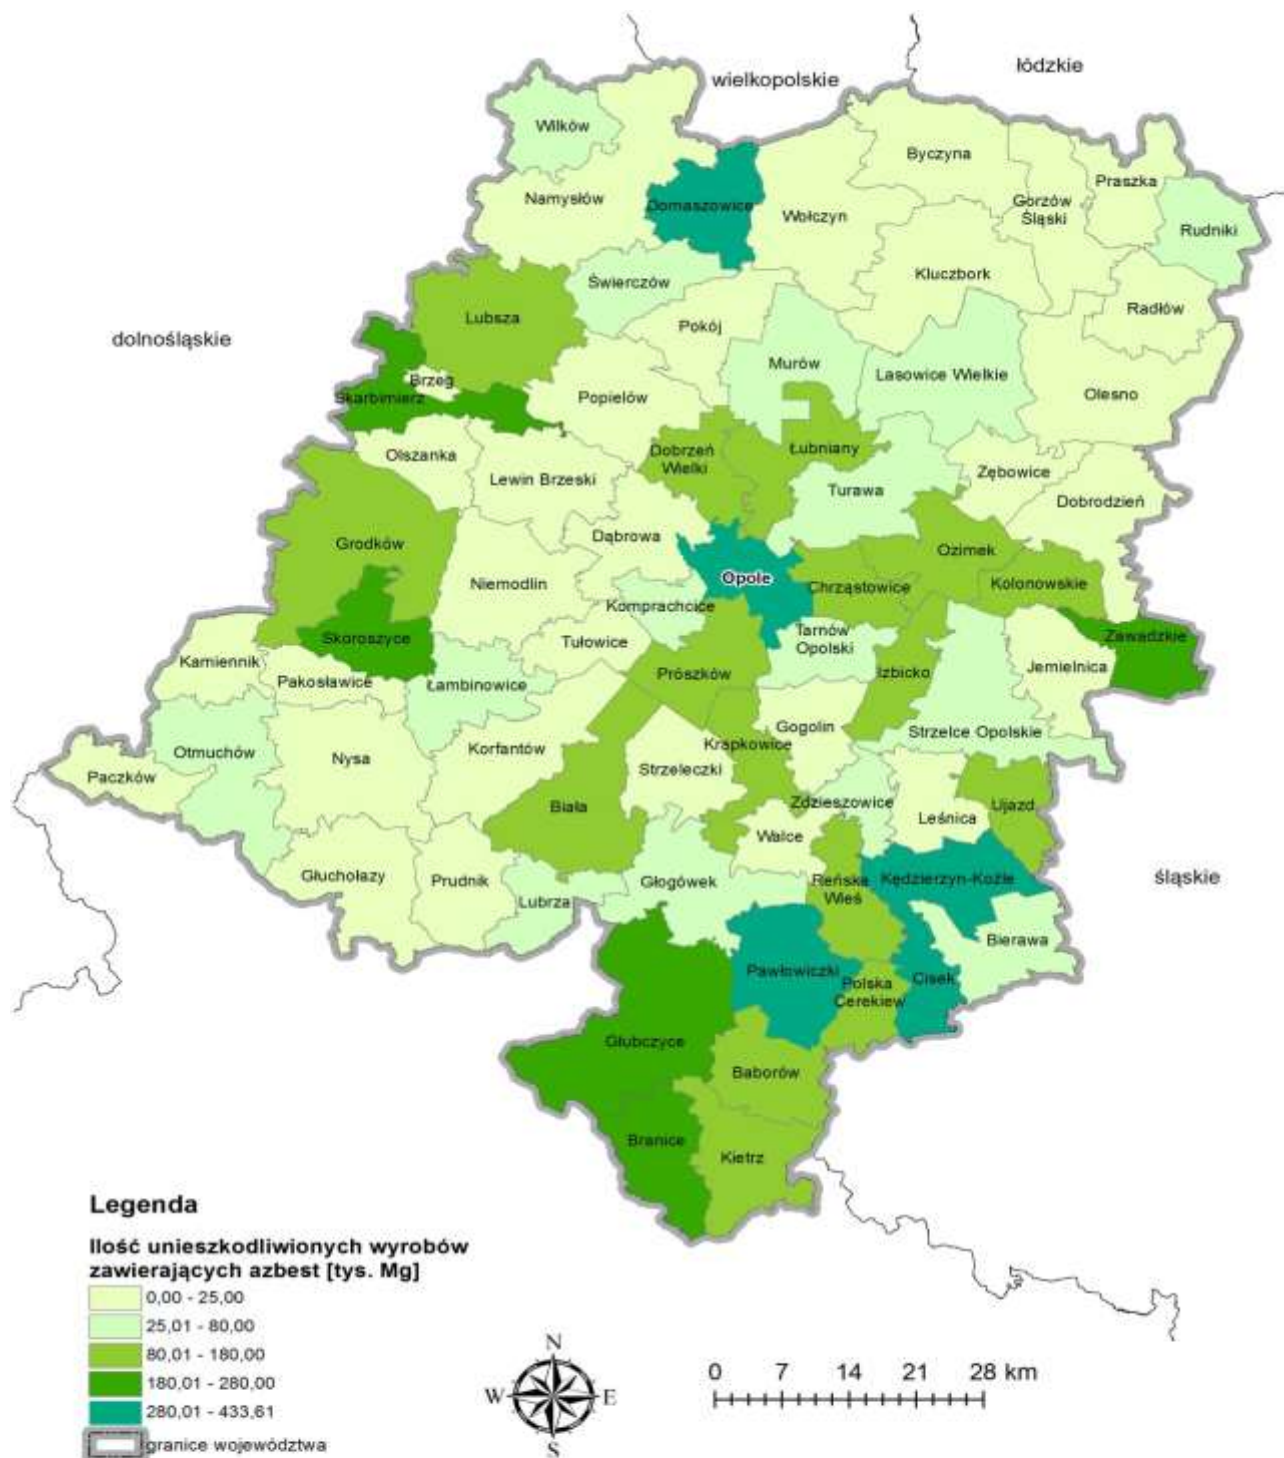 wielkopolskie
łódzkie
Wilków
Byczyna
Praszka
Namysłów
Domaszowice
Wołczyn
Gorzów
Śląski
Rudniki
Świerczów
Kluczbork
Radłów
Lubsza
Pokój
dolnośląskie
Murów
Lasowice Wielkie
Brzeg
Skarbimierz
Popielów
Olesno
Olszanka
Dobrzeń
Wielki
Łubniany
Lewin Brzeski
Turawa
Zębowice
Dobrodzień
Grodków
Dąbrowa
Ozimek
Niemodlin
Opole
Chrząstowice
Kolonowskie
Komprachcice
Skoroszyce
Tułowice
Tarnów
Opolski
Zawadzkie
Kamiennik
Pakosławice
Łambinowice
Prószków
Izbicko
Jemielnica
Otmuchów
Nysa
Korfantów
Gogolin
Krapkowice
Strzelce Opolskie
Paczków
Strzeleczki
Biała
Zdzieszowice
Leśnica
Ujazd
Walce
Głuchołazy
Prudnik
Lubrza
Głogówek
Reńska
Wieś
Kędzierzyn-Koźle
śląskie
Bierawa
Pawłowiczki
Polska
Cerekiew
Cisek
Głubczyce
Baborów
Branice
Kietrz
Legenda
Ilość unieszkodliwionych wyrobów
zawierających azbest [tys. Mg]
0,00 - 25,00
25,01 - 80,00
80,01 - 180,00
180,01 - 280,00
280,01 - 433,61
granice województwa
N
W E
S
0 7 14 21 28 km